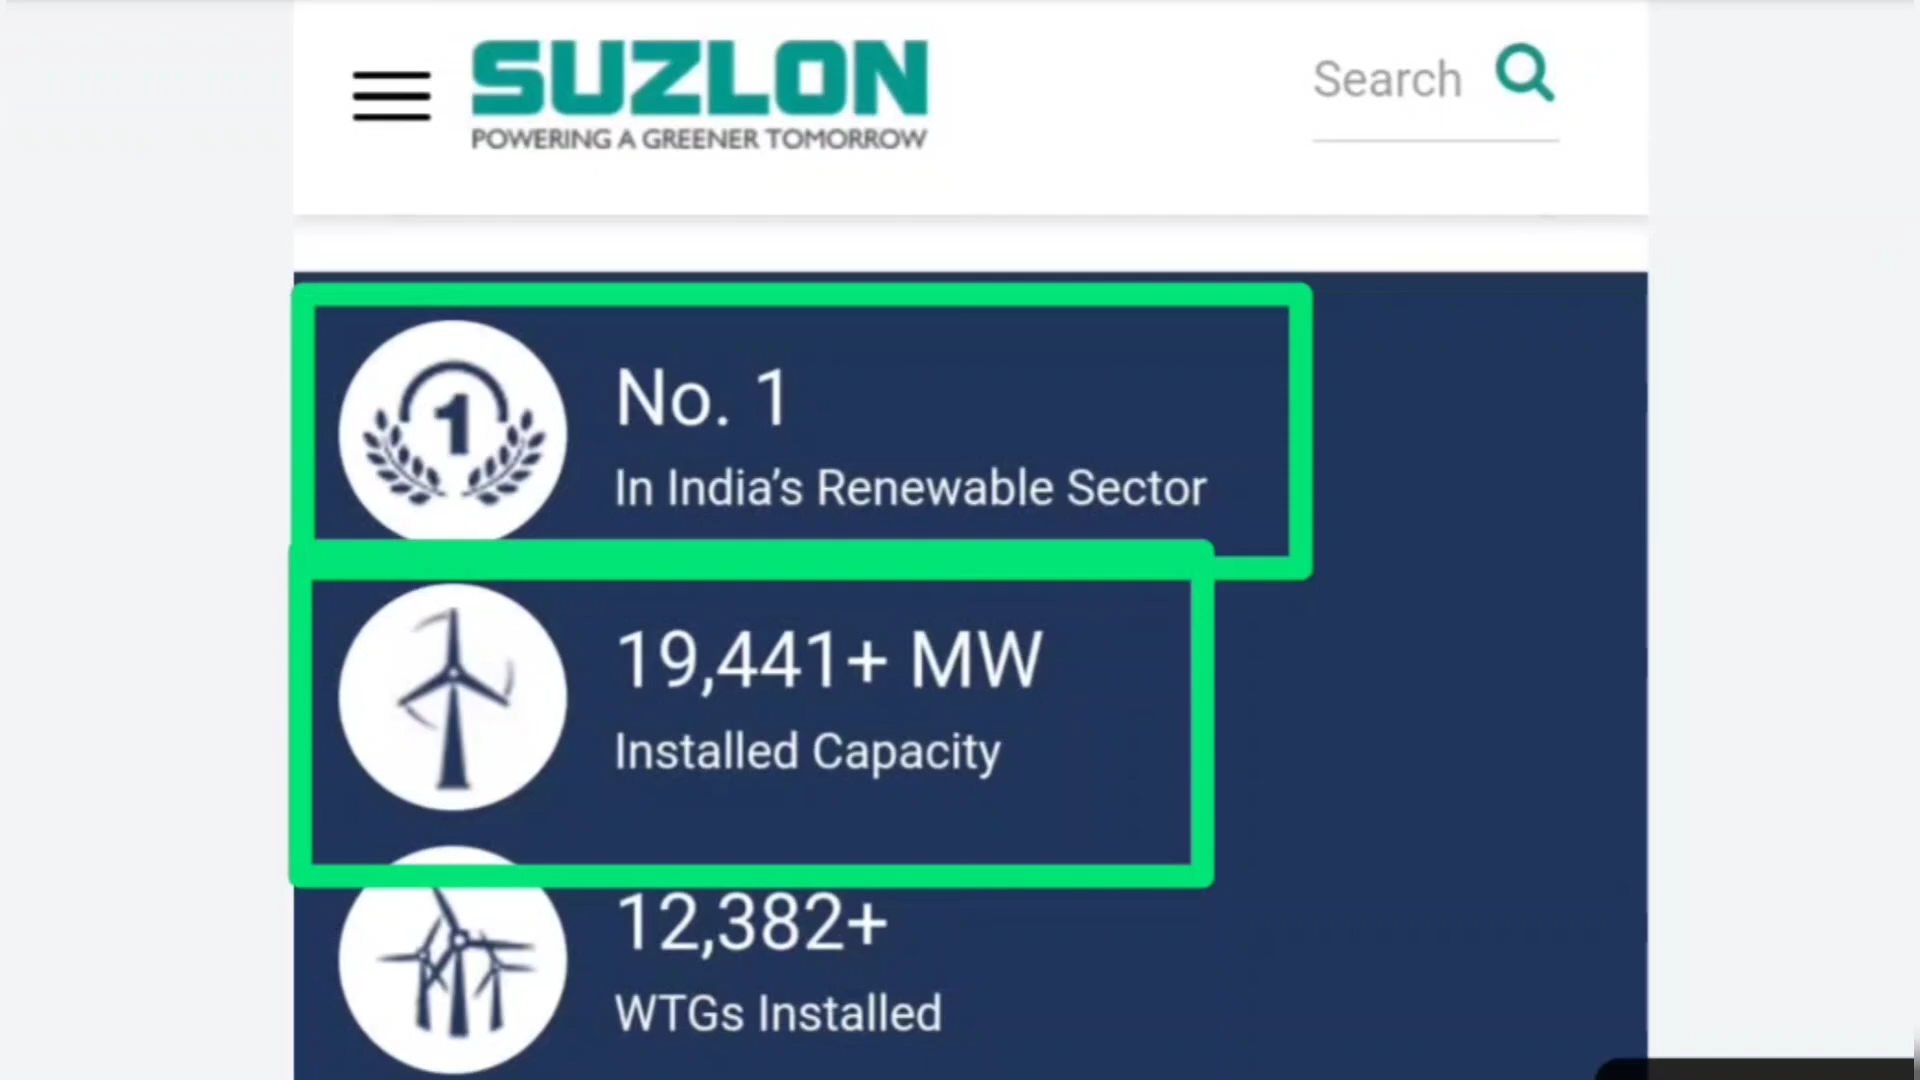 SUZLON
POWERING A GREENER TOMORROW
Search
1
No. 1
In India's Renewable Sector
19,441+ MW
Installed Capacity
12,382+
WTGs Installed